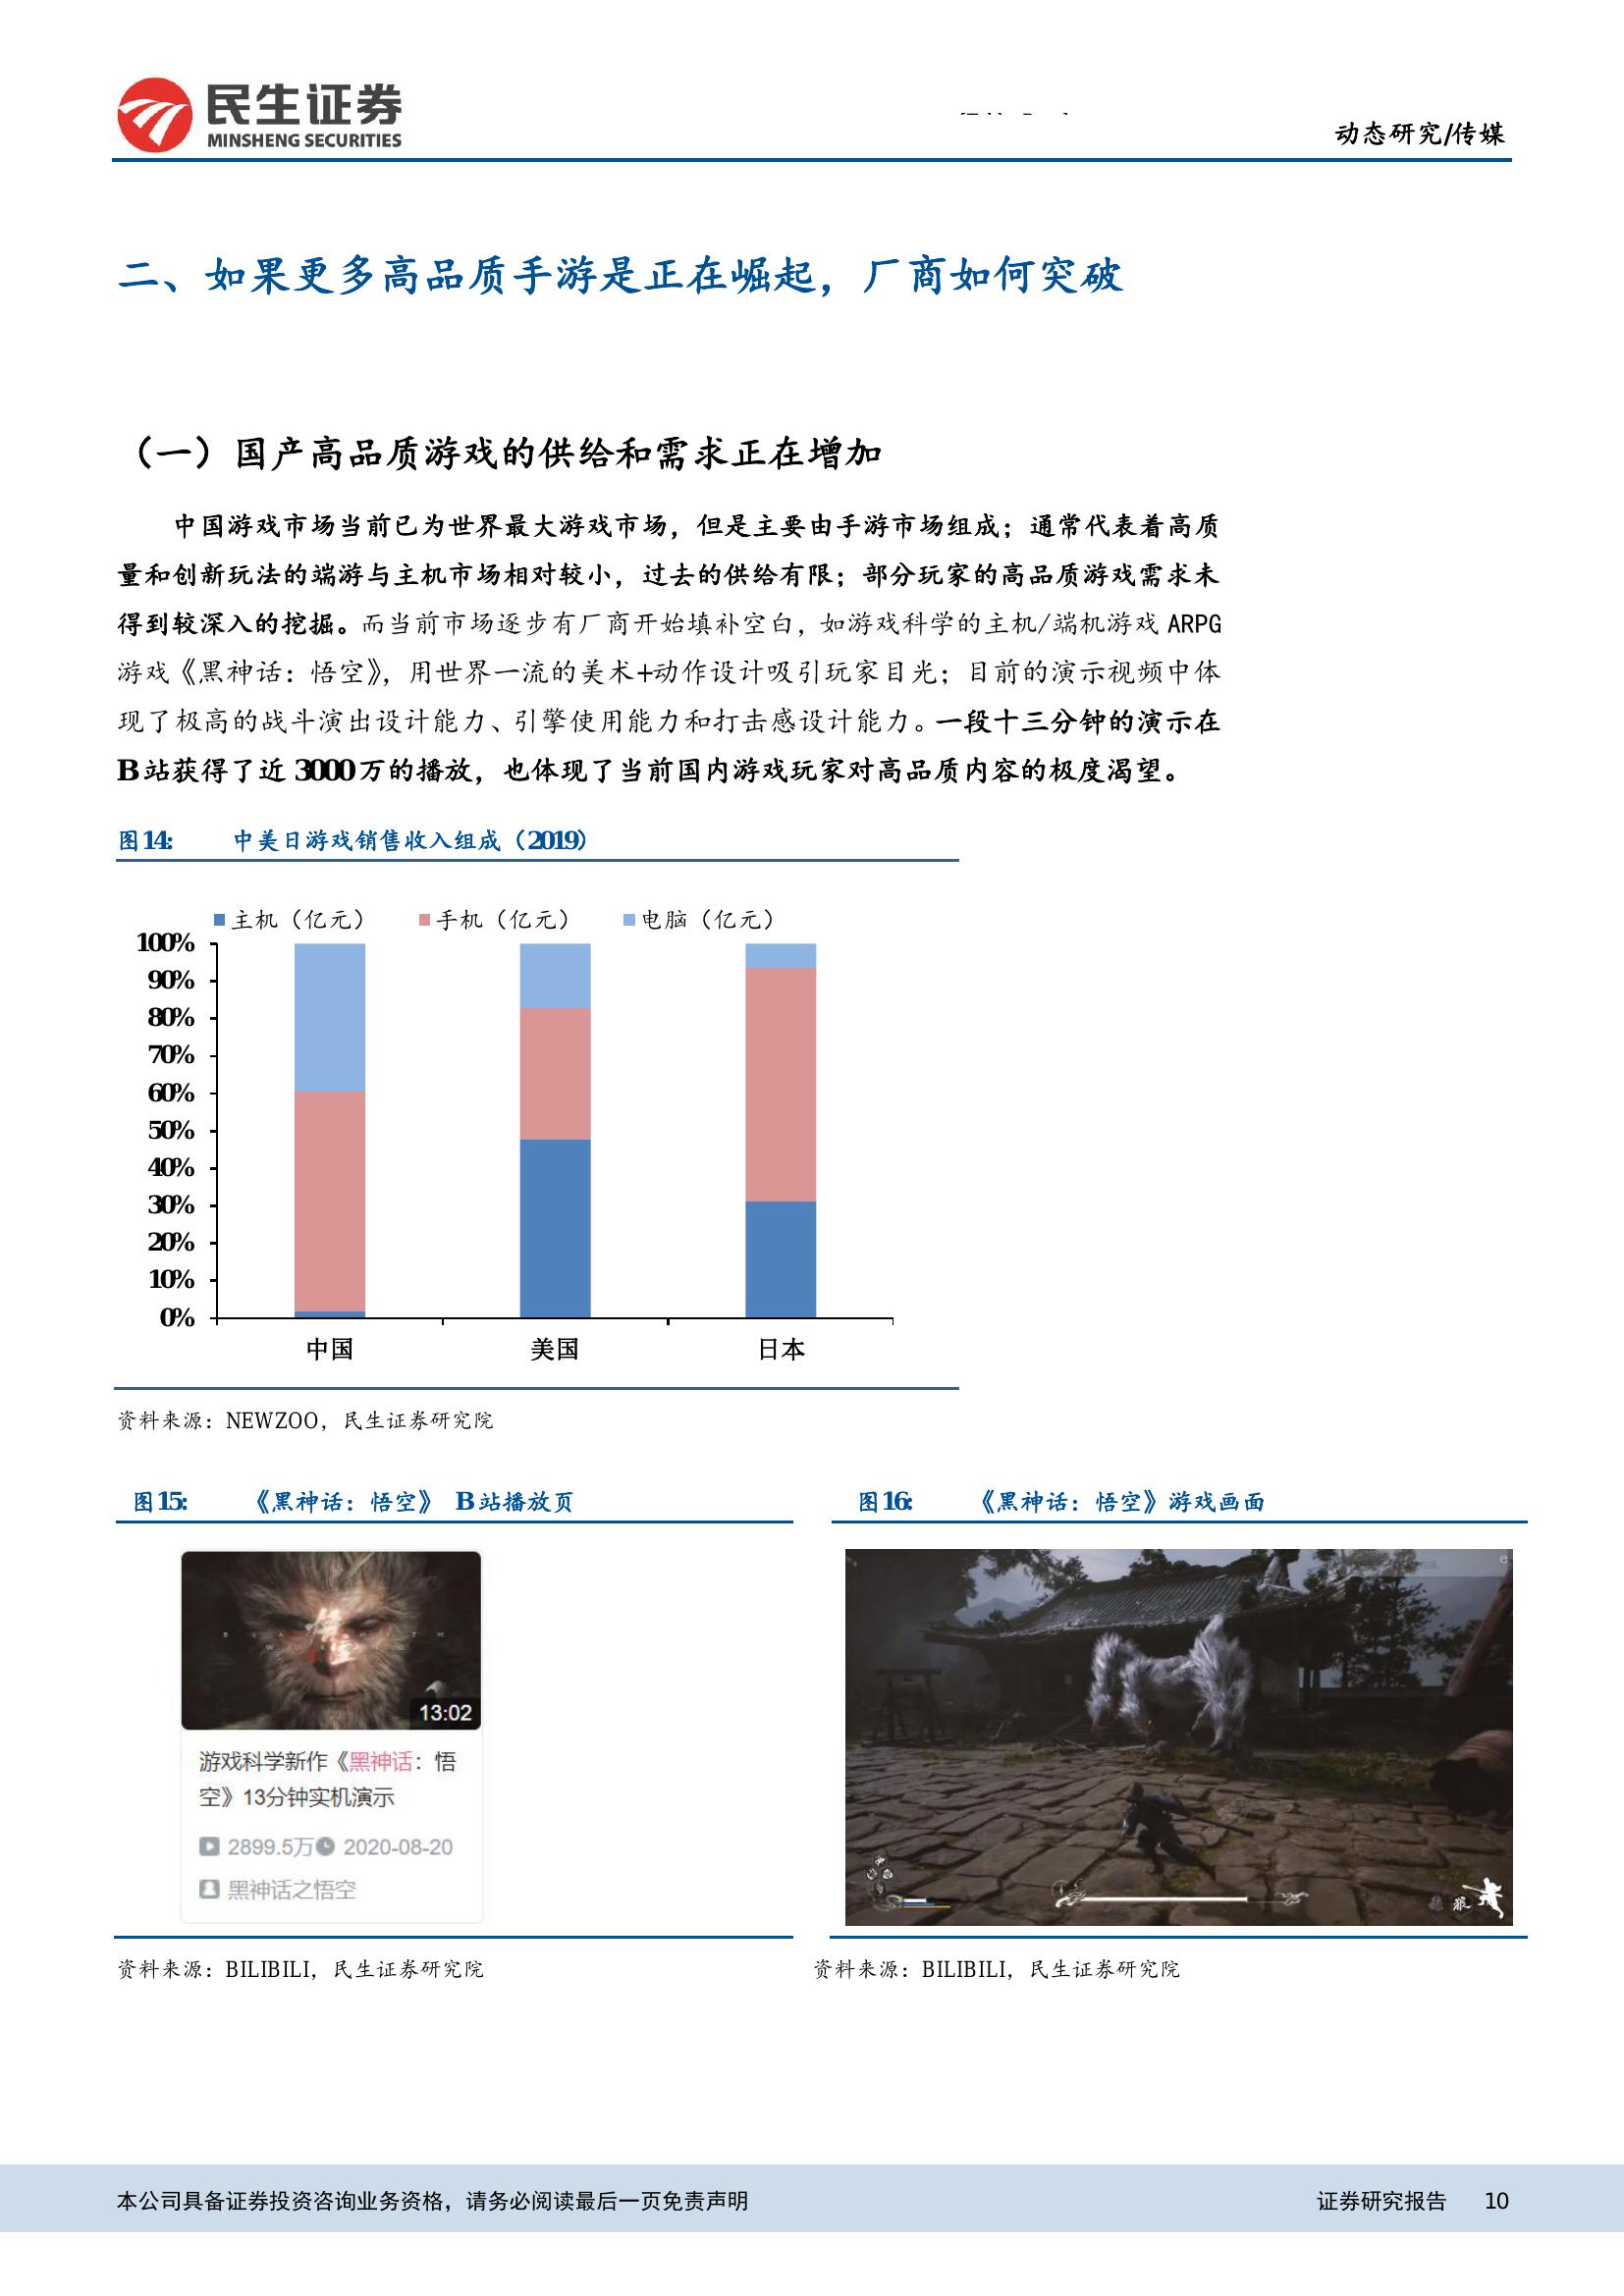 民生证券
MINSHENG SECURITIES
动态研究/传媒
二、如果更多高品质手游是正在崛起，厂商如何突破
（一）国产高品质游戏的供给和需求正在增加
中国游戏市场当前已为世界最大游戏市场，但是主要由手游市场组成；通常代表着高质
量和创新玩法的端游与主机市场相对较小，过去的供给有限；部分玩家的高品质游戏需求未
得到较深入的挖掘。而当前市场逐步有厂商开始填补空白，如游戏科学的主机/端机游戏 ARPG
游戏《黑神话：悟空》，用世界一流的美术+动作设计吸引玩家目光；目前的演示视频中体
现了极高的战斗演出设计能力、引擎使用能力和打击感设计能力。一段十三分钟的演示在
B 站获得了近 3000 万的播放，也体现了当前国内游戏玩家对高品质内容的极度渴望。
图 14: 中美日游戏销售收入组成（2019）
主机（亿元） 手机（亿元） 电脑（亿元）
100%
90%
80%
70%
60%
50%
40%
30%
20%
10%
0%
中国 美国 日本
资料来源：NEWZOO，民生证券研究院
图 15: 《黑神话：悟空》 B 站播放页
13:02
游戏科学新作《黑神话：悟
空》13分钟实机演示
2899.5万 2020-08-20
黑神话之悟空
资料来源：BILIBILI，民生证券研究院
图 16: 《黑神话：悟空》游戏画面
资料来源：BILIBILI，民生证券研究院
本公司具备证券投资咨询业务资格，请务必阅读最后一页免责声明
证券研究报告 10